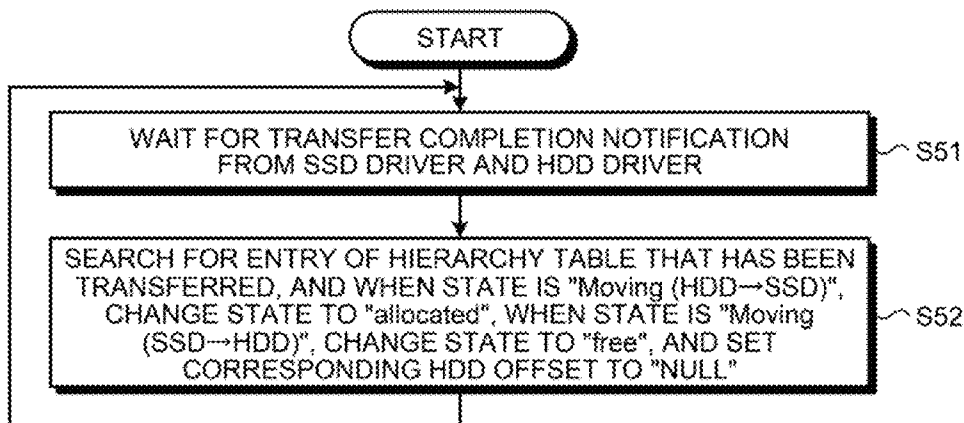 START
WAIT FOR TRANSFER COMPLETION NOTIFICATION
FROM SSD DRIVER AND HDD DRIVER
S51
SEARCH FOR ENTRY OF HIERARCHY TABLE THAT HAS BEEN
TRANSFERRED, AND WHEN STATE IS "Moving (HDD→SSD)",
CHANGE STATE TO "allocated", WHEN STATE IS "Moving
(SSD→HDD)", CHANGE STATE TO "free", AND SET
CORRESPONDING HDD OFFSET TO "NULL"
S52